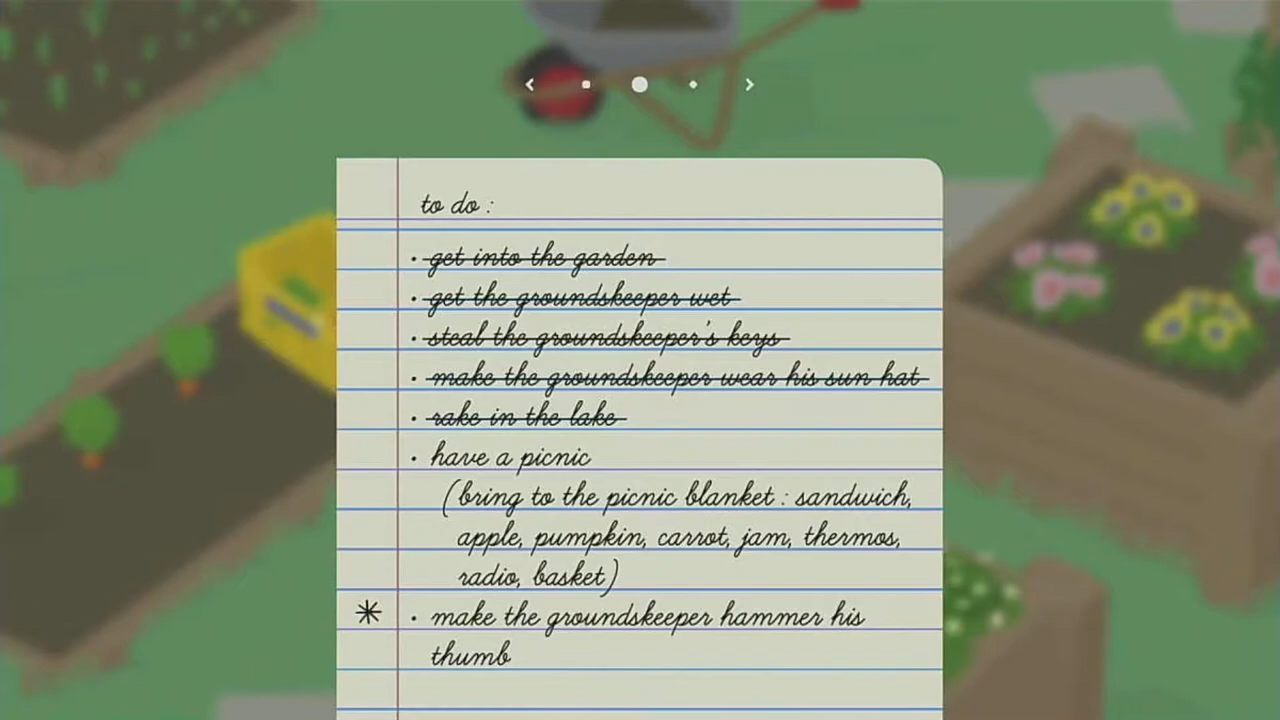 to do :
• get into the garden
• get the groundskeeper wet
• steal the groundskeeper's keys
• make the groundskeeper wear his sun hat
• rake in the lake
• have a picnic
(bring to the picnic blanket : sandwich,
apple, pumpkin, carrot, jam, thermos,
radio, basket)
• make the groundskeeper hammer his
thumb